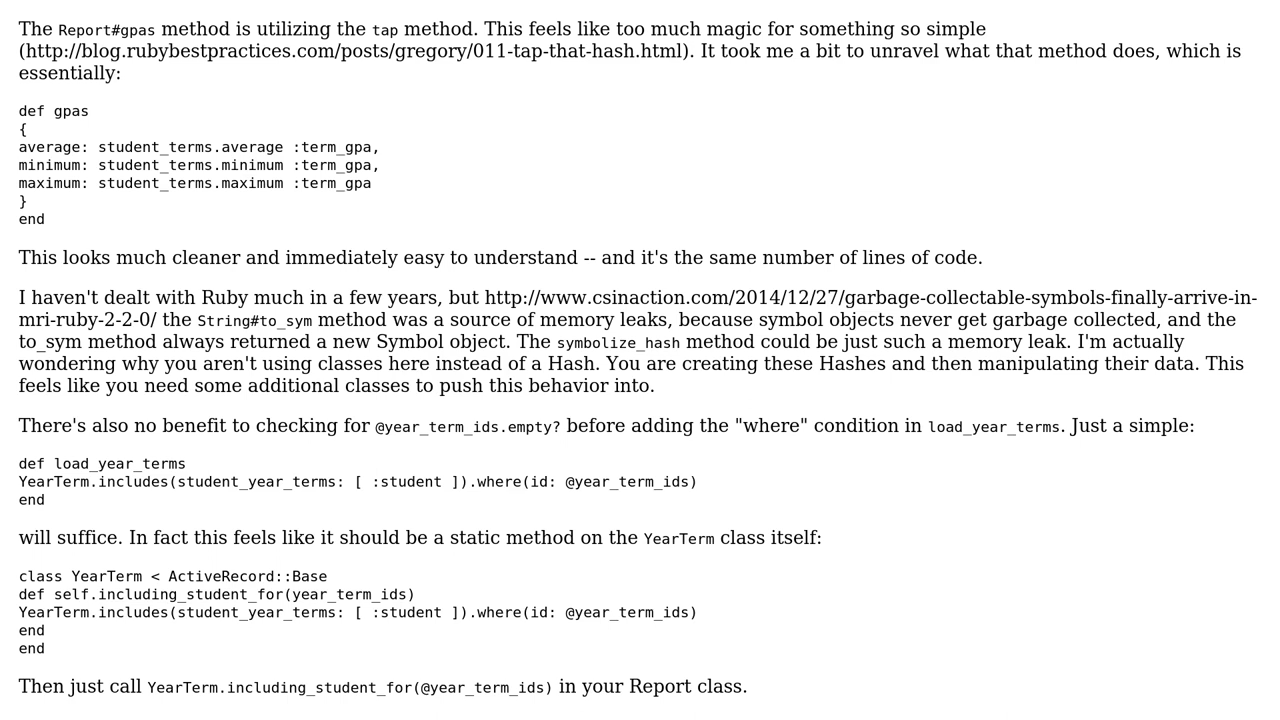 The Report#gpas method is utilizing the tap method. This feels like too much magic for something so simple
(http://blog.rubybestpractices.com/posts/gregory/011-tap-that-hash.html). It took me a bit to unravel what that method does, which is
essentially:
def gpas
{
average: student_terms.average :term_gpa,
minimum: student_terms.minimum :term_gpa,
maximum: student_terms.maximum :term_gpa
}
end
This looks much cleaner and immediately easy to understand -- and it's the same number of lines of code.
I haven't dealt with Ruby much in a few years, but http://www.csinaction.com/2014/12/27/garbage-collectable-symbols-finally-arrive-in-
mri-ruby-2-2-0/ the String#to_sym method was a source of memory leaks, because symbol objects never get garbage collected, and the
to_sym method always returned a new Symbol object. The symbolize_hash method could be just such a memory leak. I'm actually
wondering why you aren't using classes here instead of a Hash. You are creating these Hashes and then manipulating their data. This
feels like you need some additional classes to push this behavior into.
There's also no benefit to checking for @year_term_ids.empty? before adding the "where" condition in load_year_terms. Just a simple:
def load_year_terms
YearTerm.includes(student_year_terms: [ :student ]).where(id: @year_term_ids)
end
will suffice. In fact this feels like it should be a static method on the YearTerm class itself:
class YearTerm < ActiveRecord::Base
def self.including_student_for(year_term_ids)
YearTerm.includes(student_year_terms: [ :student ]).where(id: @year_term_ids)
end
end
Then just call YearTerm.including_student_for(@year_term_ids) in your Report class.